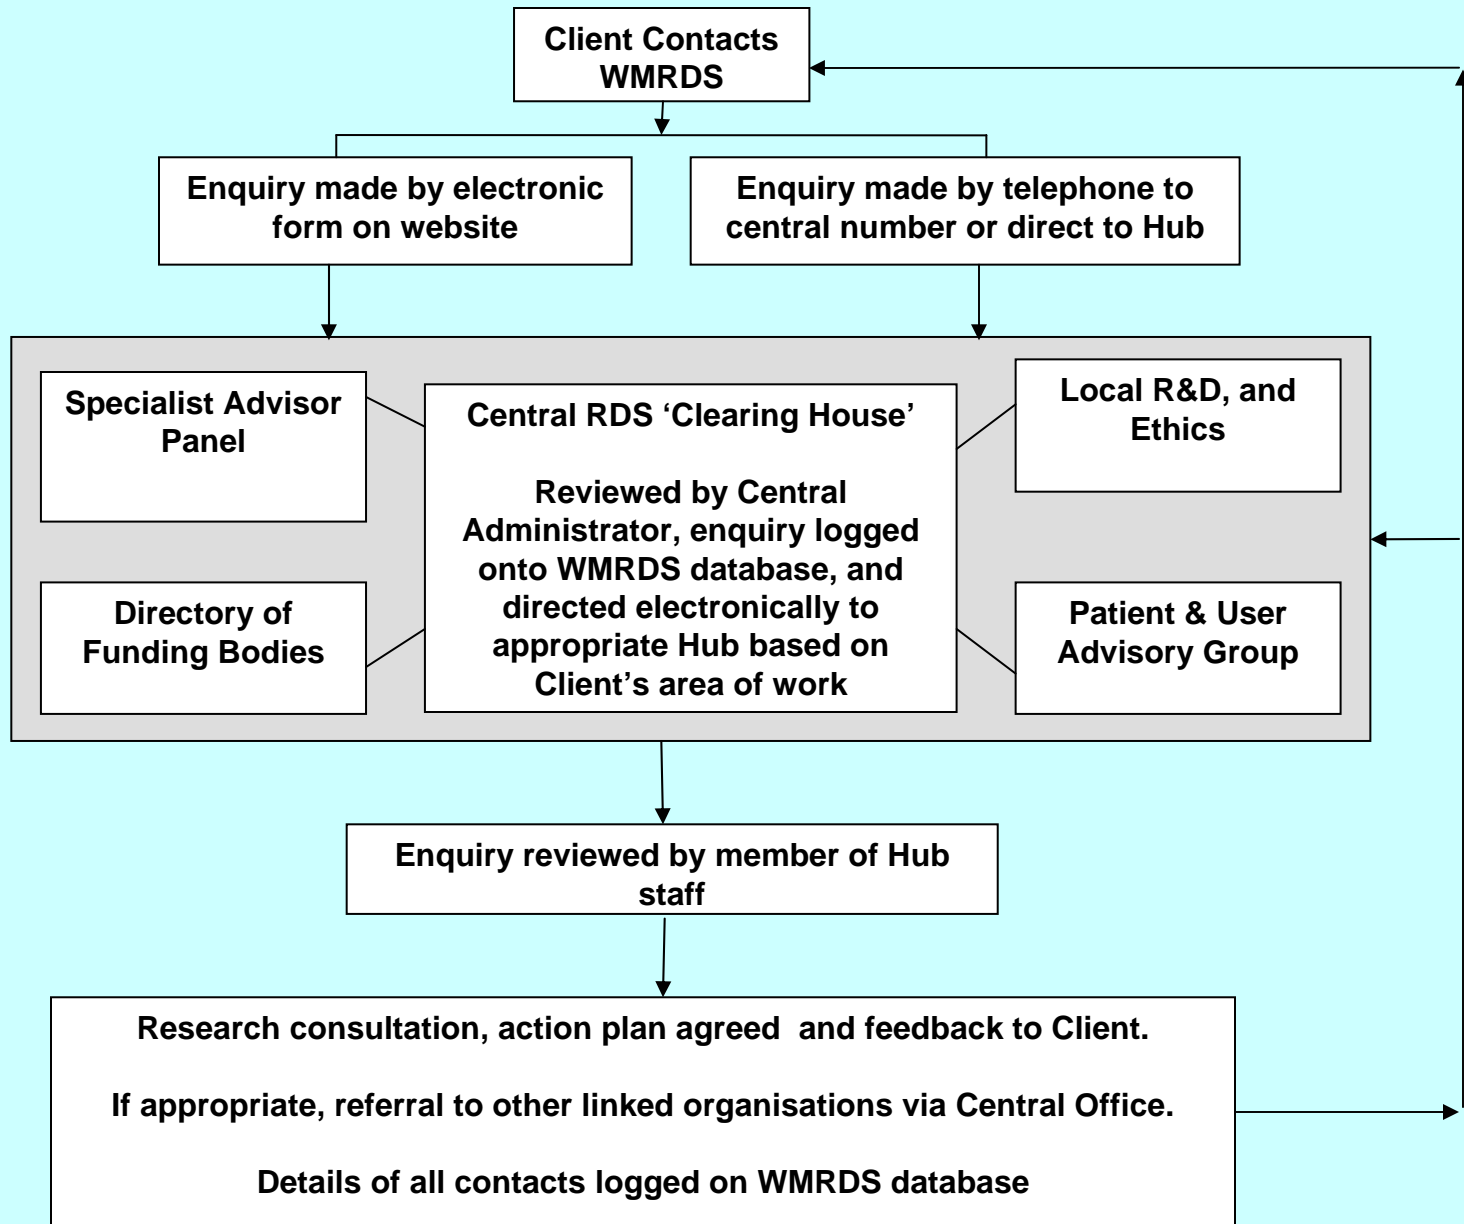 Client Contacts
WMRDS
Enquiry made by electronic
form on website
Enquiry made by telephone to
central number or direct to Hub
Specialist Advisor
Panel
Central RDS ‘Clearing House’
Reviewed by Central
Administrator, enquiry logged
onto WMRDS database, and
directed electronically to
appropriate Hub based on
Client’s area of work
Local R&D, and
Ethics
Directory of
Funding Bodies
Patient & User
Advisory Group
Enquiry reviewed by member of Hub
staff
Research consultation, action plan agreed  and feedback to Client.
If appropriate, referral to other linked organisations via Central Office.
Details of all contacts logged on WMRDS database